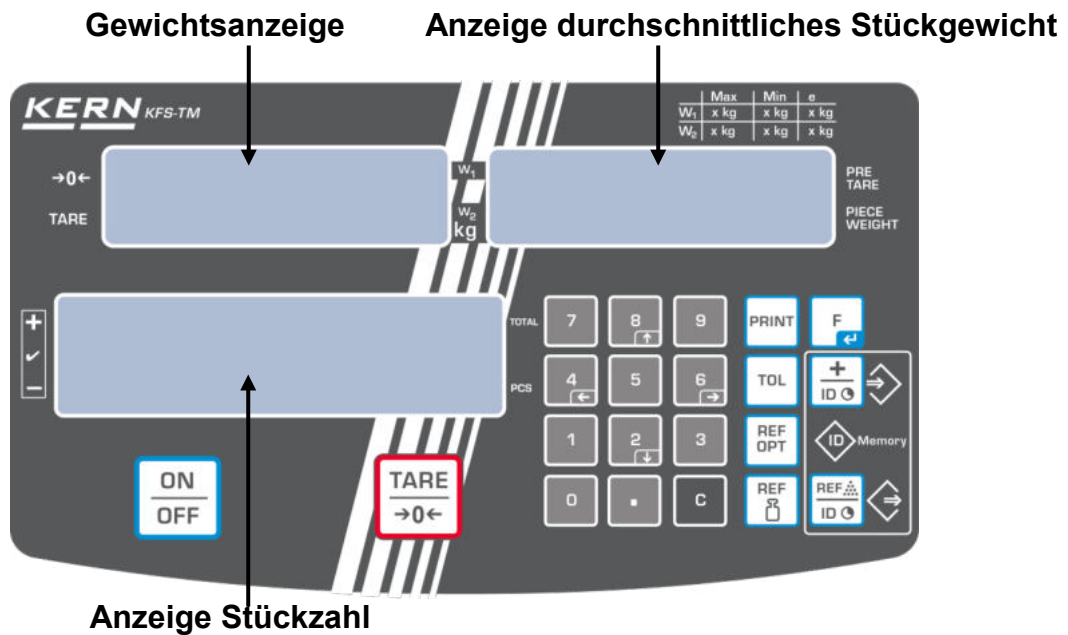 Gewichtsanzeige Anzeige durchschnittliches Stückgewicht
KERN KFS-TM
Max Min e
W₁ x kg x kg x kg
W₂ x kg x kg x kg
→0← W₁ PRE TARE
TARE W₂ kg PIECE WEIGHT
+ TOTAL 7 8 ↑ 9 PRINT F ↵
✓ PCS 4 ← 5 6 → TOL + ID
− 1 2 ↓ 3 REF OPT ID Memory
ON OFF TARE →0← 0 . C REF REF ID
Anzeige Stückzahl